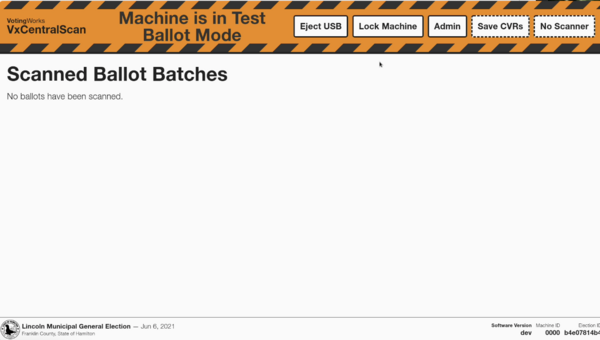 VotingWorks
VxCentralScan
Machine is in Test
Ballot Mode
Eject USB
Lock Machine
Admin
Save CVRs
No Scanner
Scanned Ballot Batches
No ballots have been scanned.
Lincoln Municipal General Election — Jun 6, 2021
Franklin County, State of Hamilton
Software Version
dev
Machine ID
0000
Election ID
b4e07814b4